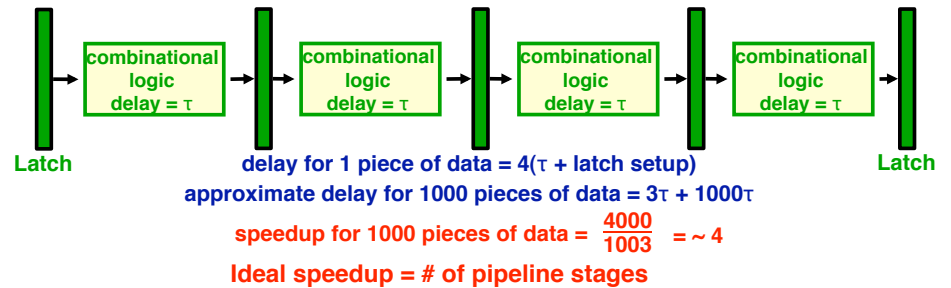 combinational
logic
delay = τ
combinational
logic
delay = τ
combinational
logic
delay = τ
combinational
logic
delay = τ
Latch
Latch
delay for 1 piece of data = 4(τ + latch setup)
approximate delay for 1000 pieces of data = 3τ + 1000τ
speedup for 1000 pieces of data = 4000/1003 = ~ 4
Ideal speedup = # of pipeline stages